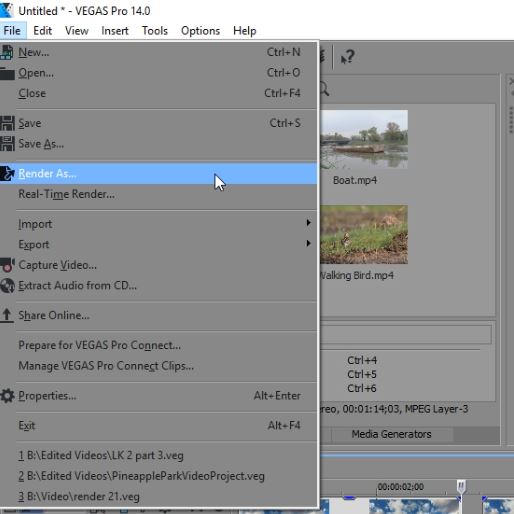 Untitled * - VEGAS Pro 14.0
File Edit View Insert Tools Options Help
New... Ctrl+N
Open... Ctrl+O
Close Ctrl+F4
Save Ctrl+S
Save As...
Render As...
Real-Time Render...
Import
Export
Capture Video...
Extract Audio from CD...
Share Online...
Prepare for VEGAS Pro Connect...
Manage VEGAS Pro Connect Clips...
Properties... Alt+Enter
Exit Alt+F4
1 B:\Edited Videos\LK 2 part 3.veg
2 B:\Edited Videos\PineappleParkVideoProject.veg
3 B:\Video\render 21.veg
Boat.mp4
Walking Bird.mp4
Ctrl+4
Ctrl+5
Ctrl+6
ereo, 00:01:14;03, MPEG Layer-3
Media Generators
00:00:02;00